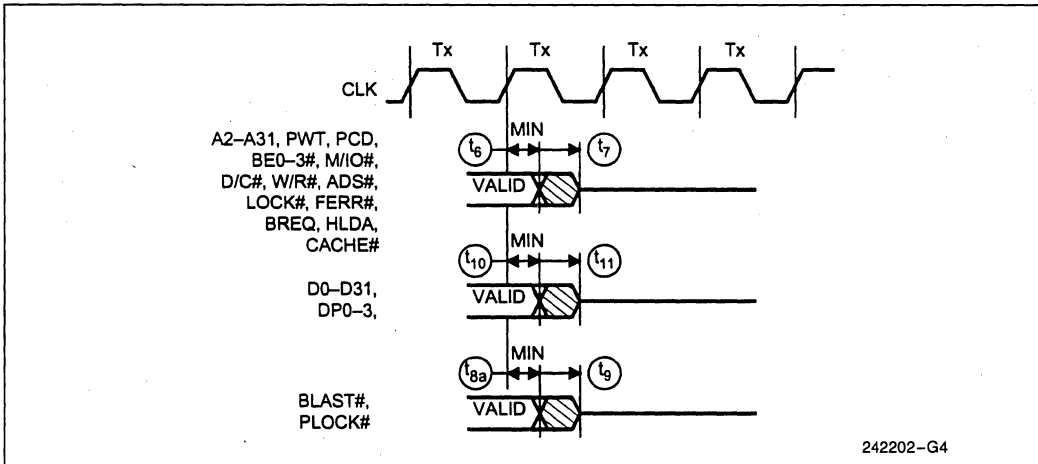 Tx Tx Tx Tx
CLK
A2–A31, PWT, PCD,
BE0–3#, M/IO#,
D/C#, W/R#, ADS#,
LOCK#, FERR#,
BREQ, HLDA,
CACHE#
t6 MIN t7
VALID
D0–D31,
DP0–3,
t10 MIN t11
VALID
BLAST#,
PLOCK#
t8a MIN t9
VALID
242202–G4